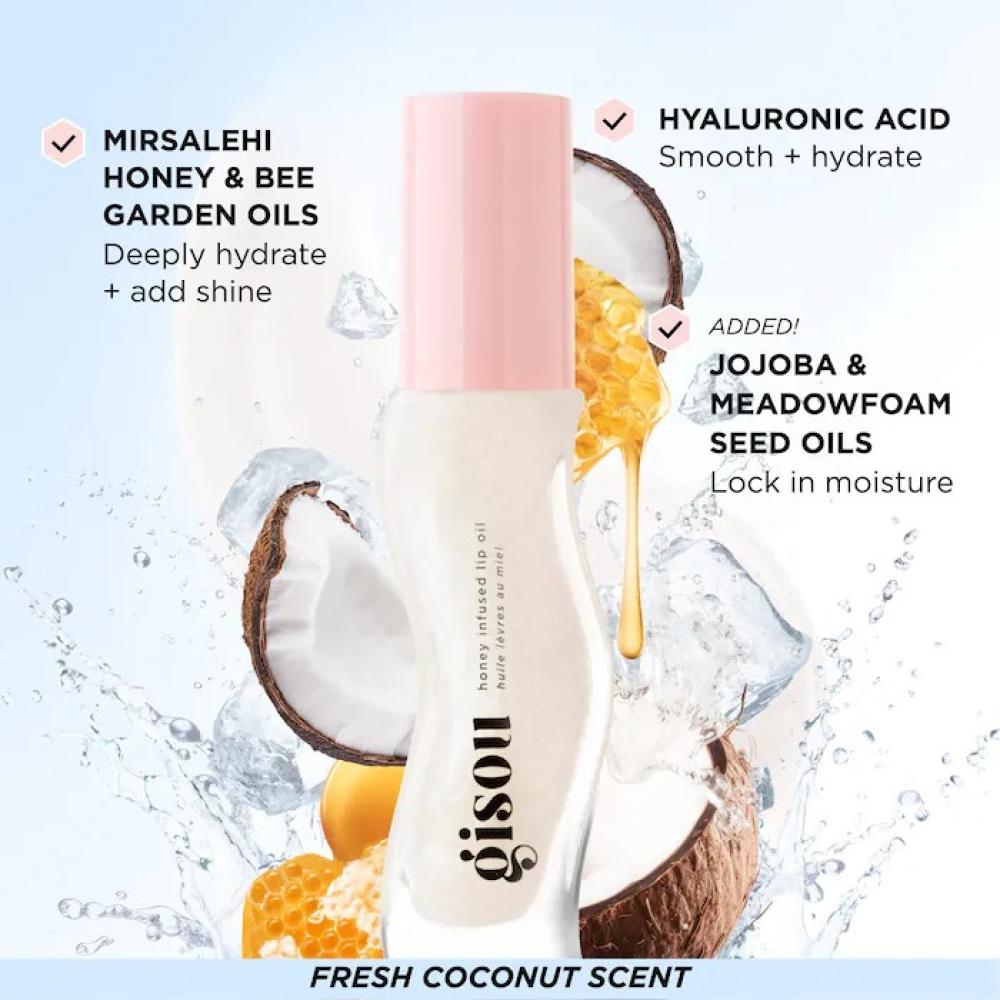 MIRSALEHI
HONEY & BEE
GARDEN OILS
Deeply hydrate
+ add shine
HYALURONIC ACID
Smooth + hydrate
ADDED!
JOJOBA &
MEADOWFOAM
SEED OILS
Lock in moisture
honey infused lip oil
huile lèvres au miel
gisou
FRESH COCONUT SCENT